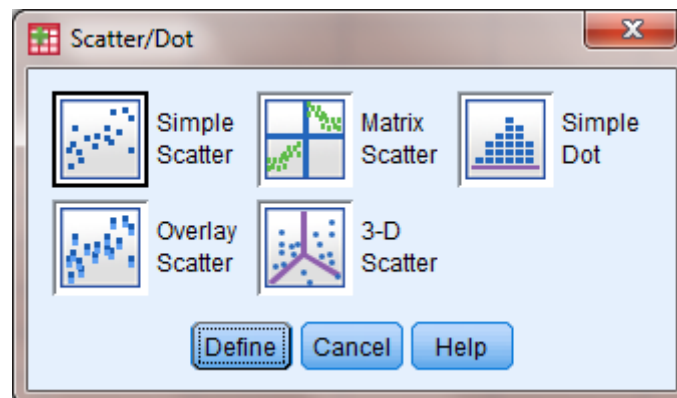 Scatter/Dot
Simple
Scatter
Matrix
Scatter
Simple
Dot
Overlay
Scatter
3-D
Scatter
Define
Cancel
Help